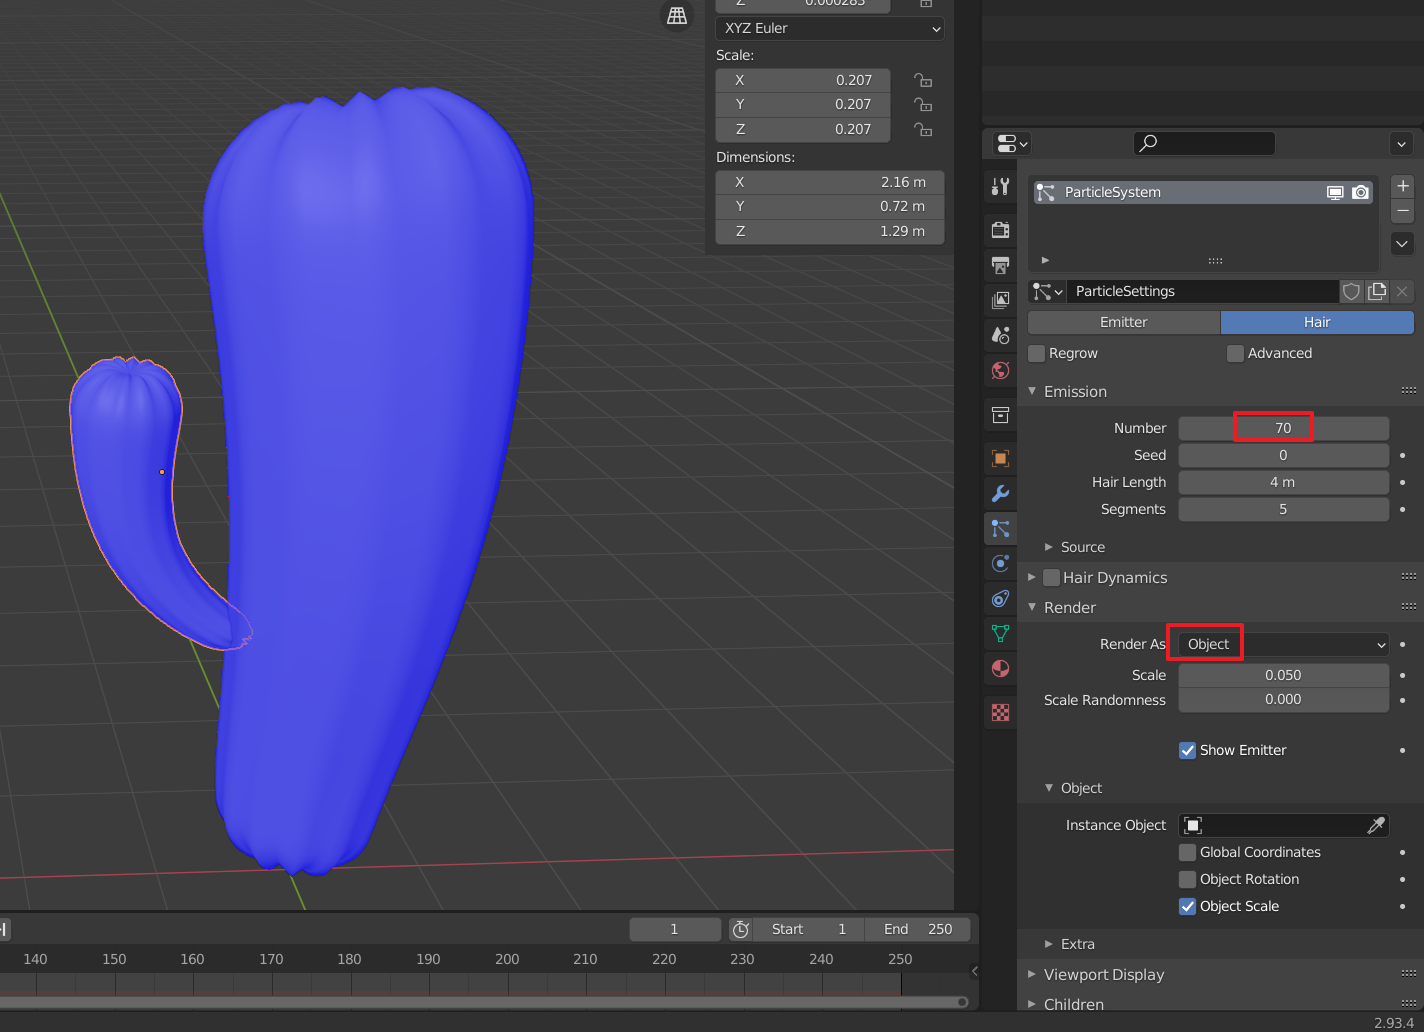 Z 0.000283
XYZ Euler
Scale:
X 0.207
Y 0.207
Z 0.207
Dimensions:
X 2.16 m
Y 0.72 m
Z 1.29 m
ParticleSystem
ParticleSettings
Emitter Hair
Regrow Advanced
Emission
Number 70
Seed 0
Hair Length 4 m
Segments 5
Source
Hair Dynamics
Render
Render As Object
Scale 0.050
Scale Randomness 0.000
Show Emitter
Object
Instance Object
Global Coordinates
Object Rotation
Object Scale
Extra
Viewport Display
Children
1 Start 1 End 250
140 150 160 170 180 190 200 210 220 230 240 250
2.93.4